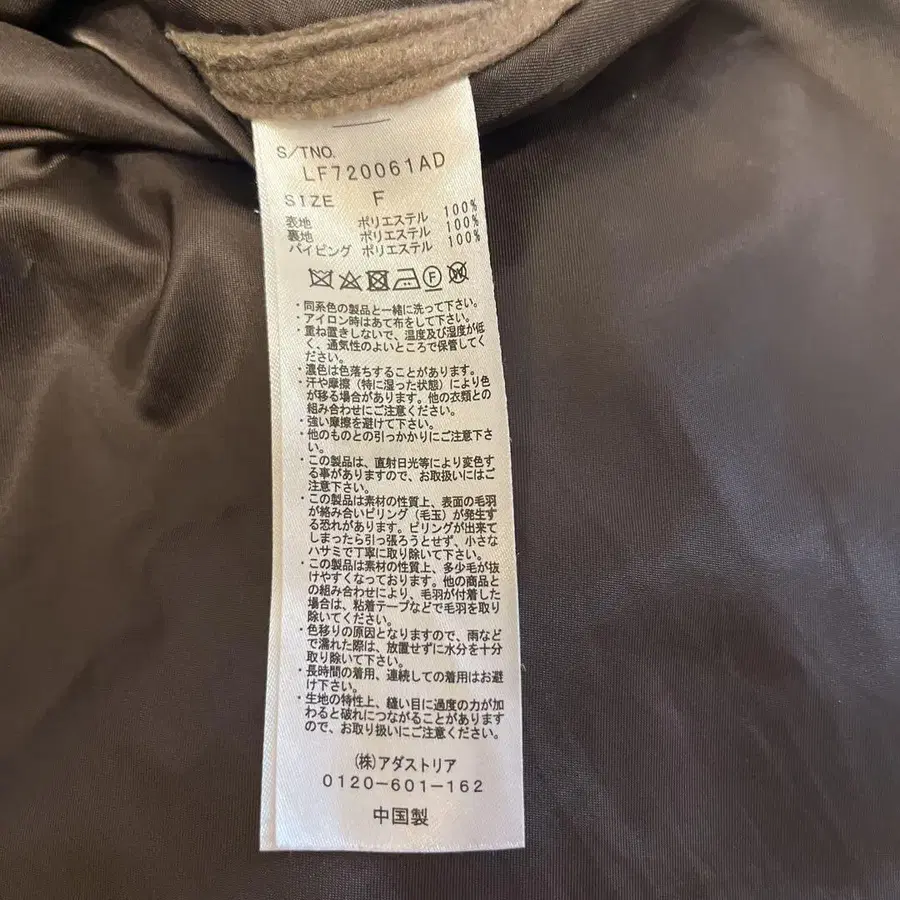 S/TNO.
LF720061AD
SIZE F
表地 ポリエステル 100%
裏地 ポリエステル 100%
パイピング ポリエステル 100%
F
W
・同系色の製品と一緒に洗って下さい。
・アイロン時はあて布をして下さい。
・重ね置きしないで、温度及び湿度が低
く、通気性のよいところで保管してく
ださい。
・濃色は色落ちすることがあります。
・汗や摩擦（特に湿った状態）により色
が移る場合があります。他の衣類との
組み合わせにご注意ください。
・強い摩擦を避けて下さい。
・他のものとの引っかかりにご注意下さ
い。
・この製品は、直射日光等により変色す
る事がありますので、お取扱いにはご
注意下さい。
・この製品は素材の性質上、表面の毛羽
が絡み合いピリング（毛玉）が発生す
る恐れがあります。ピリングが出来て
しまったら引っ張ろうとせず、小さな
ハサミで丁寧に取り除いて下さい。
・この製品は素材の性質上、多少毛が抜
けやすくなっております。他の商品と
の組み合わせにより、毛羽が付着した
場合は、粘着テープなどで毛羽を取り
除いてください。
・色移りの原因となりますので、雨など
で濡れた際は、放置せずに水分を十分
取り除いて下さい。
・長時間の着用、連続しての着用はお避
け下さい。
・生地の特性上、縫い目に過度の力が加
わると破れにつながることがあります
ので、お取り扱いにご注意ください。
(株)アダストリア
0120-601-162
中国製